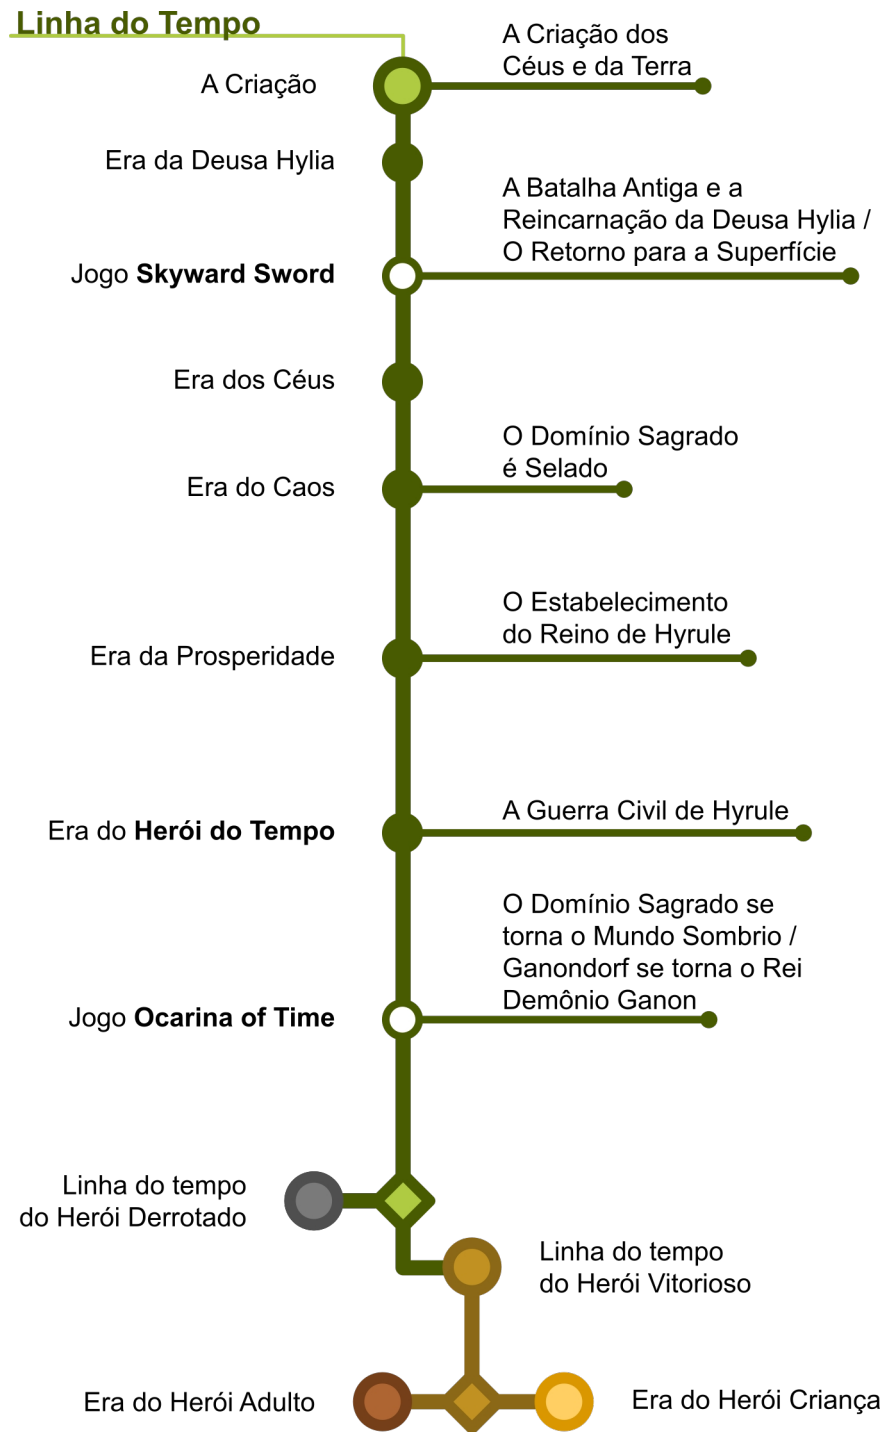 Linha do Tempo
A Criação
A Criação dos
Céus e da Terra
Era da Deusa Hylia
A Batalha Antiga e a
Reincarnação da Deusa Hylia /
O Retorno para a Superfície
Jogo Skyward Sword
Era dos Céus
O Domínio Sagrado
é Selado
Era do Caos
O Estabelecimento
do Reino de Hyrule
Era da Prosperidade
A Guerra Civil de Hyrule
Era do Herói do Tempo
O Domínio Sagrado se
torna o Mundo Sombrio /
Ganondorf se torna o Rei
Demônio Ganon
Jogo Ocarina of Time
Linha do tempo
do Herói Derrotado
Linha do tempo
do Herói Vitorioso
Era do Herói Adulto
Era do Herói Criança